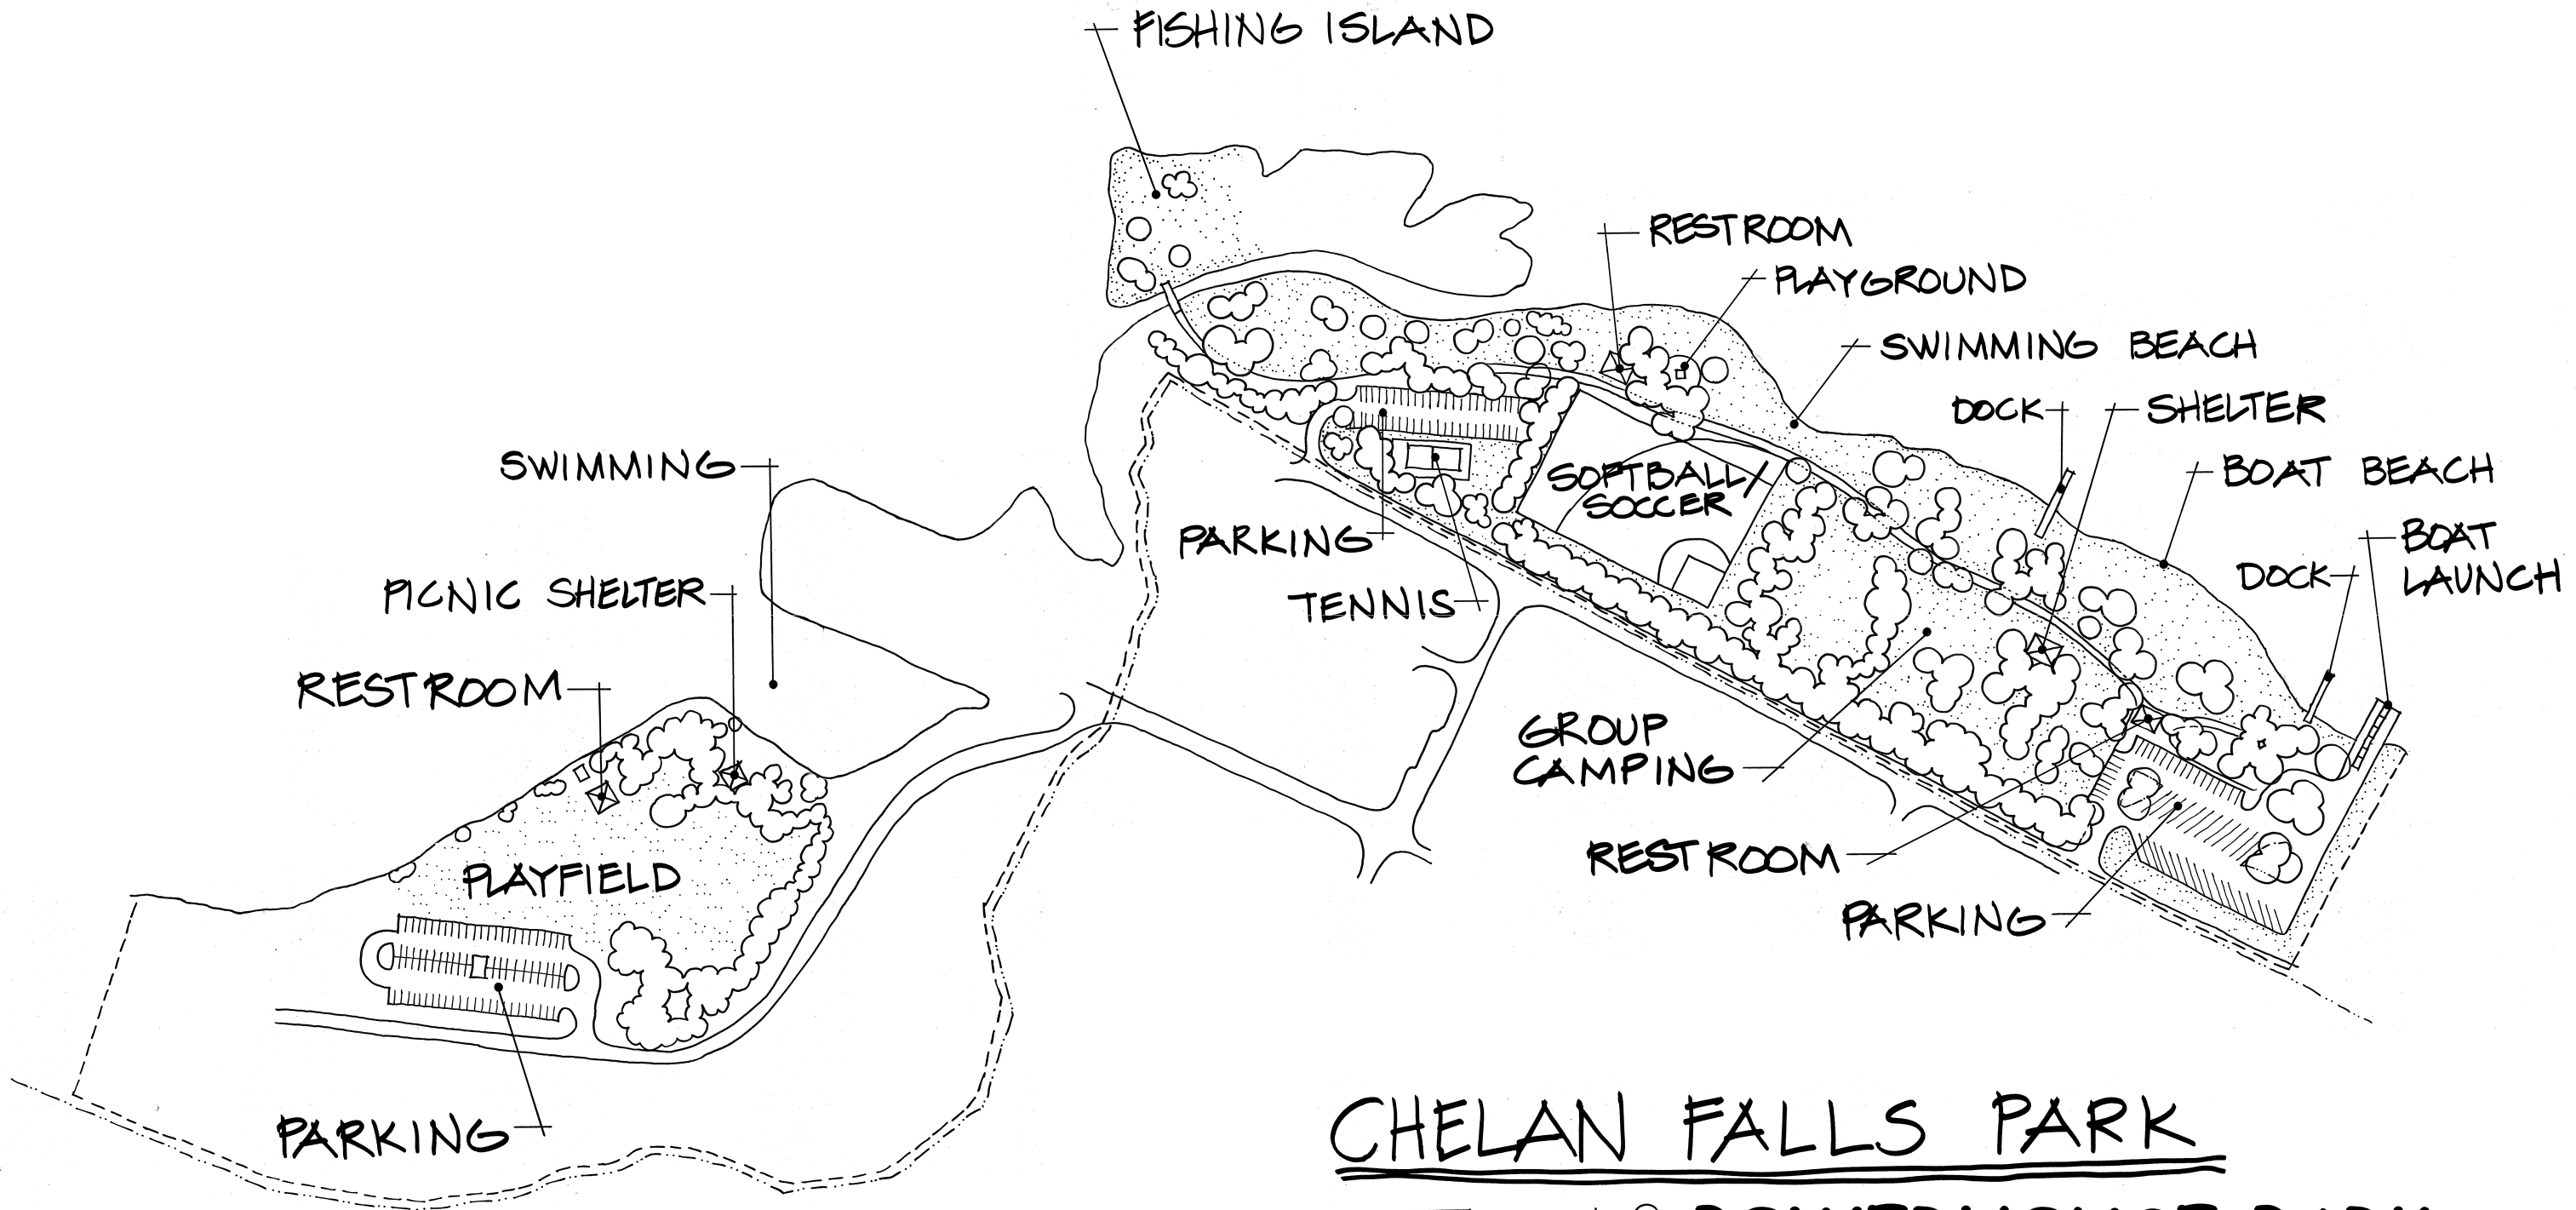 FISHING ISLAND
RESTROOM
PLAYGROUND
SWIMMING BEACH
DOCK
SHELTER
BOAT BEACH
BOAT
LAUNCH
DOCK
SWIMMING
SOFTBALL/
SOCCER
PARKING
TENNIS
PICNIC SHELTER
RESTROOM
GROUP
CAMPING
RESTROOM
PARKING
PLAYFIELD
PARKING
CHELAN FALLS PARK